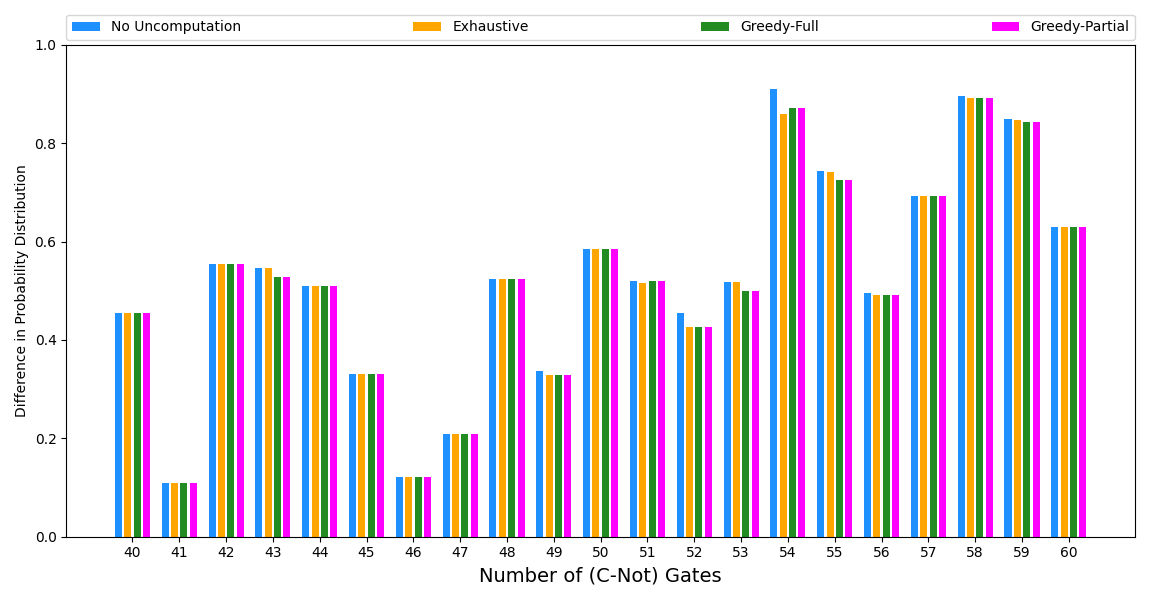 No Uncomputation Exhaustive Greedy-Full Greedy-Partial
1.0
0.8
0.6
0.4
0.2
0.0
Difference in Probability Distribution
40 41 42 43 44 45 46 47 48 49 50 51 52 53 54 55 56 57 58 59 60
Number of (C-Not) Gates